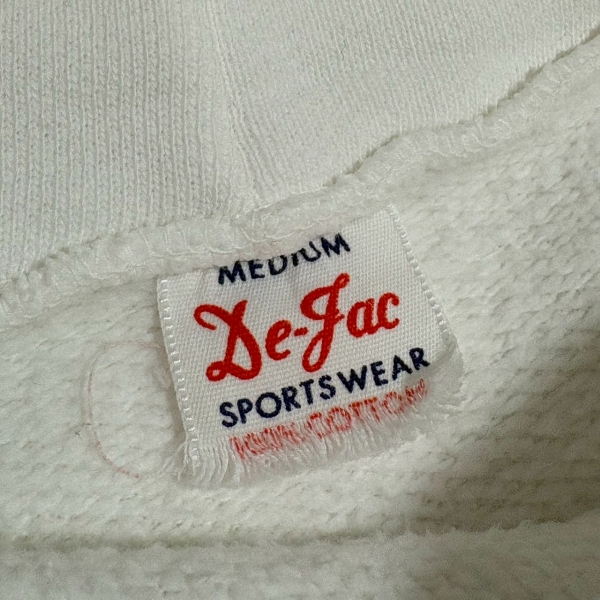 MEDIUM
De-Jac
SPORTSWEAR
100% COTTON